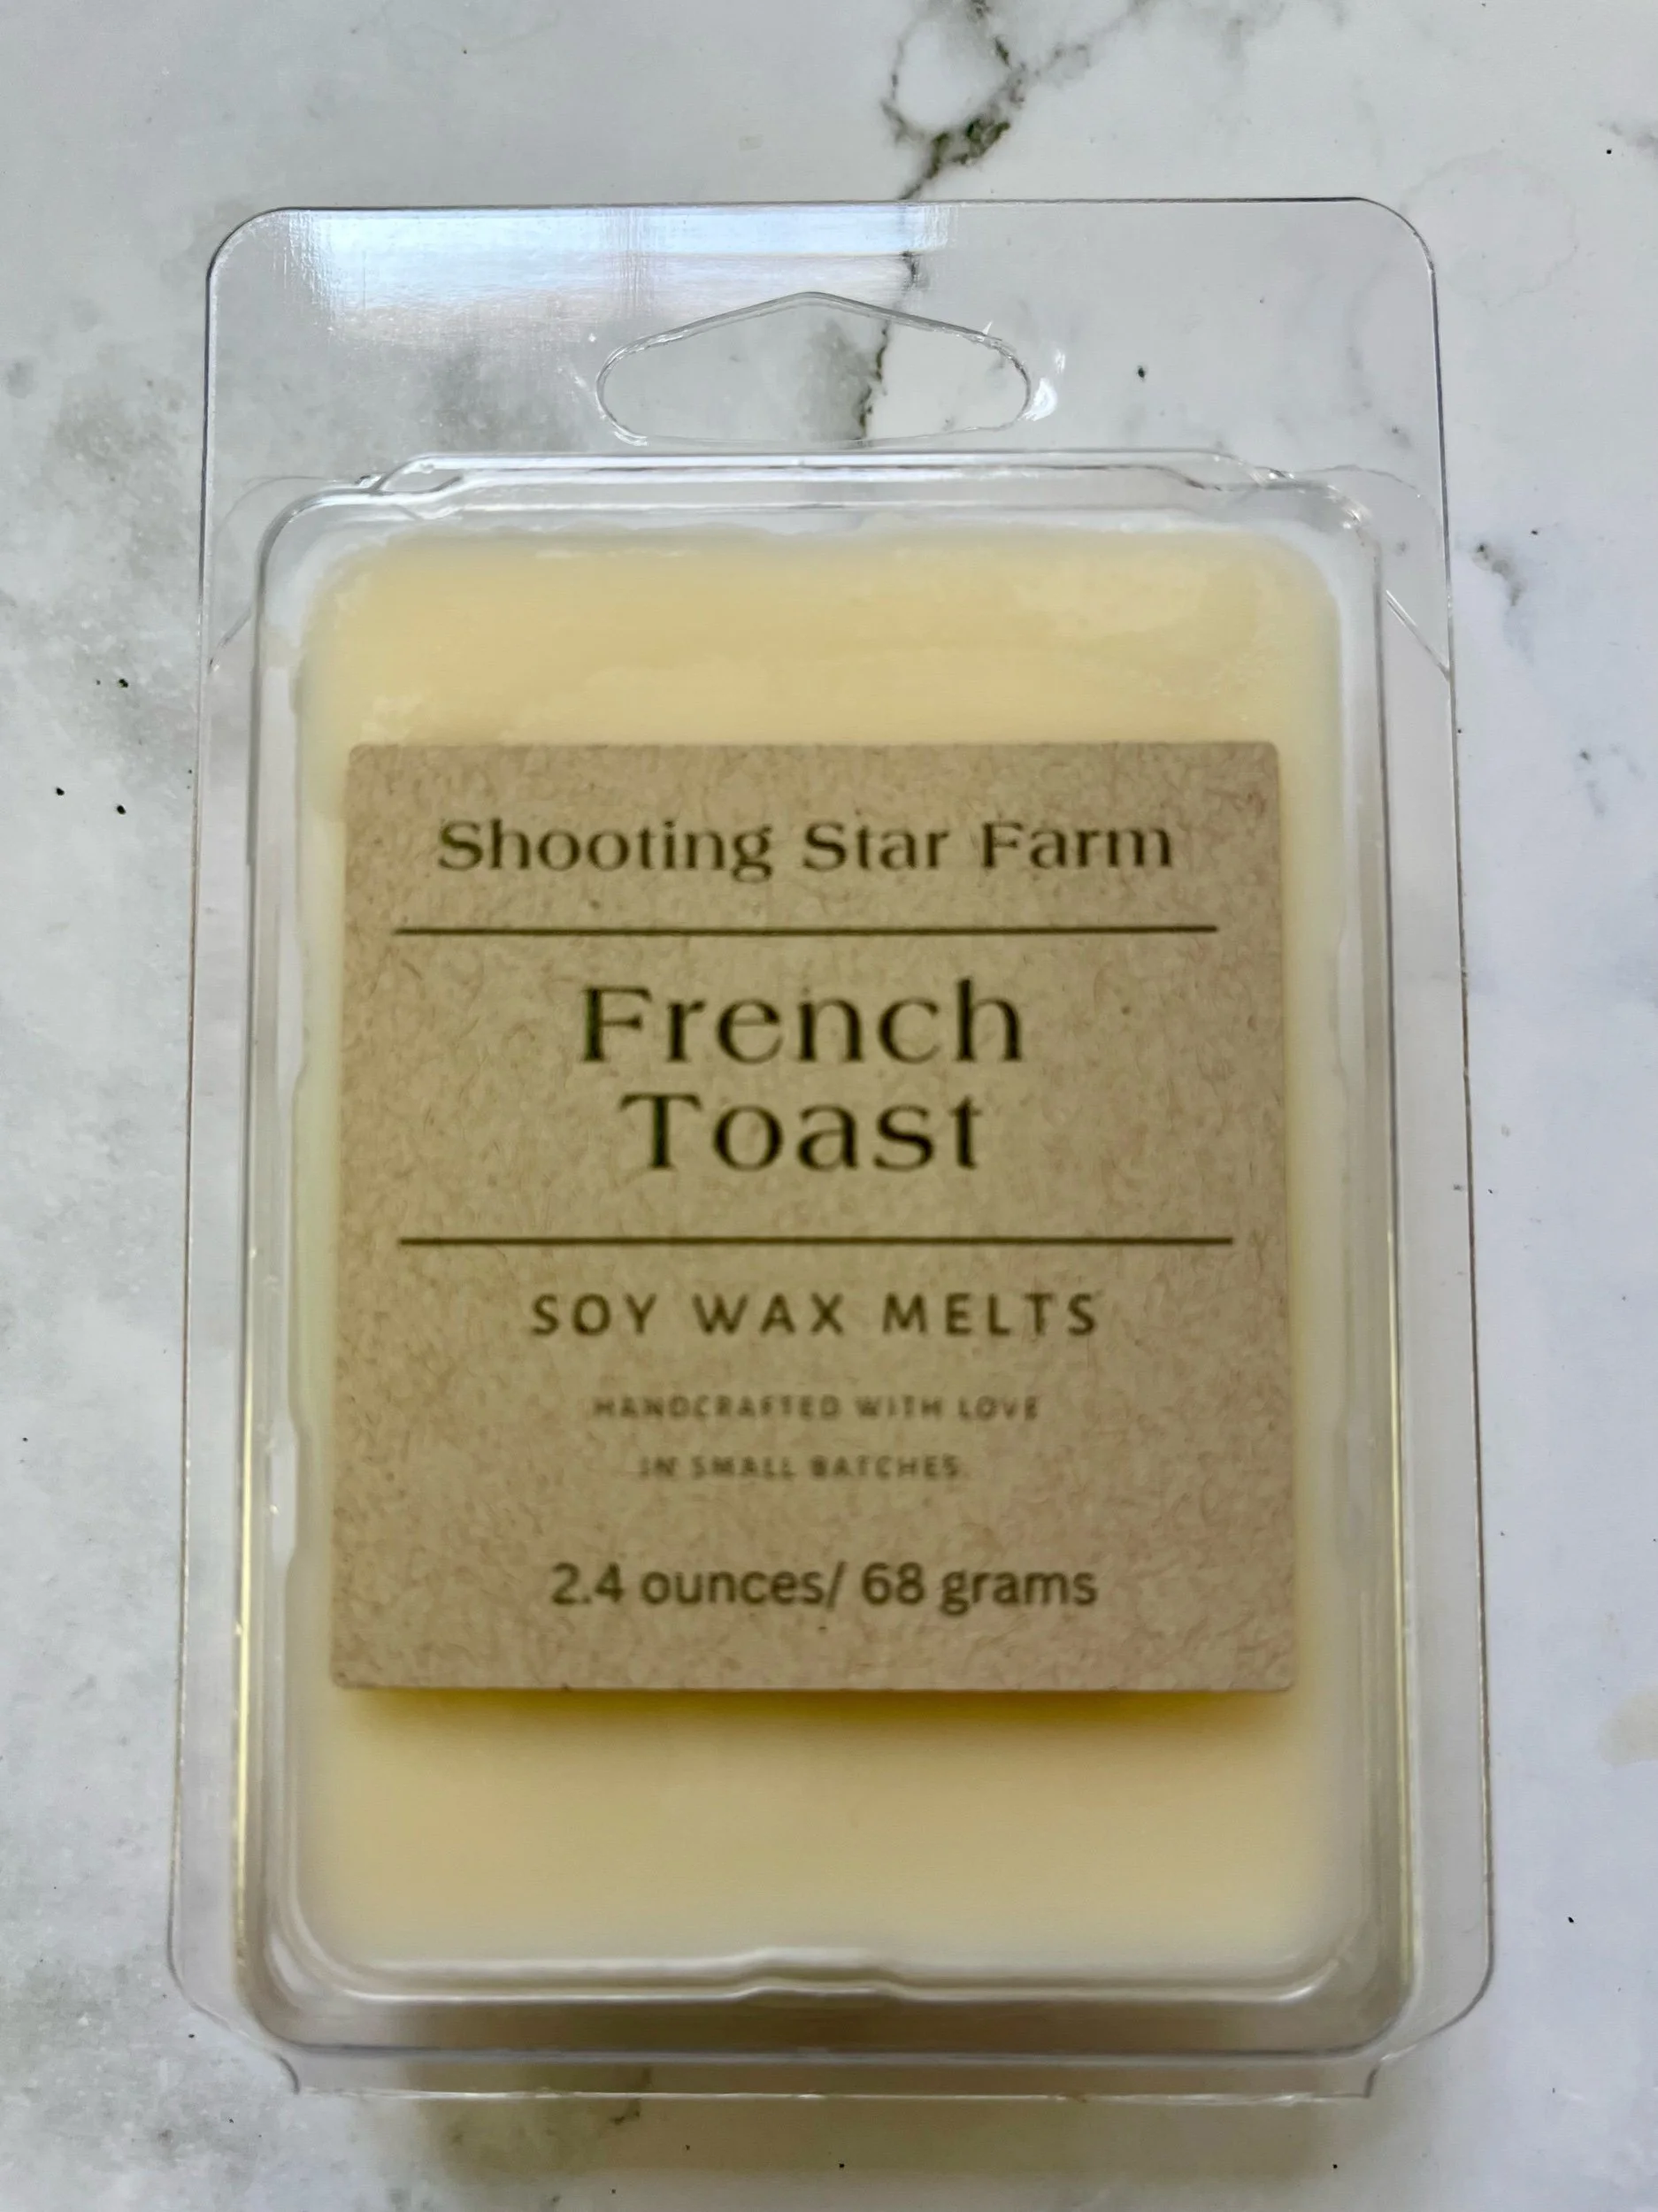 Shooting Star Farm
French
Toast
SOY WAX MELTS
HANDCRAFTED WITH LOVE
IN SMALL BATCHES
2.4 ounces/ 68 grams